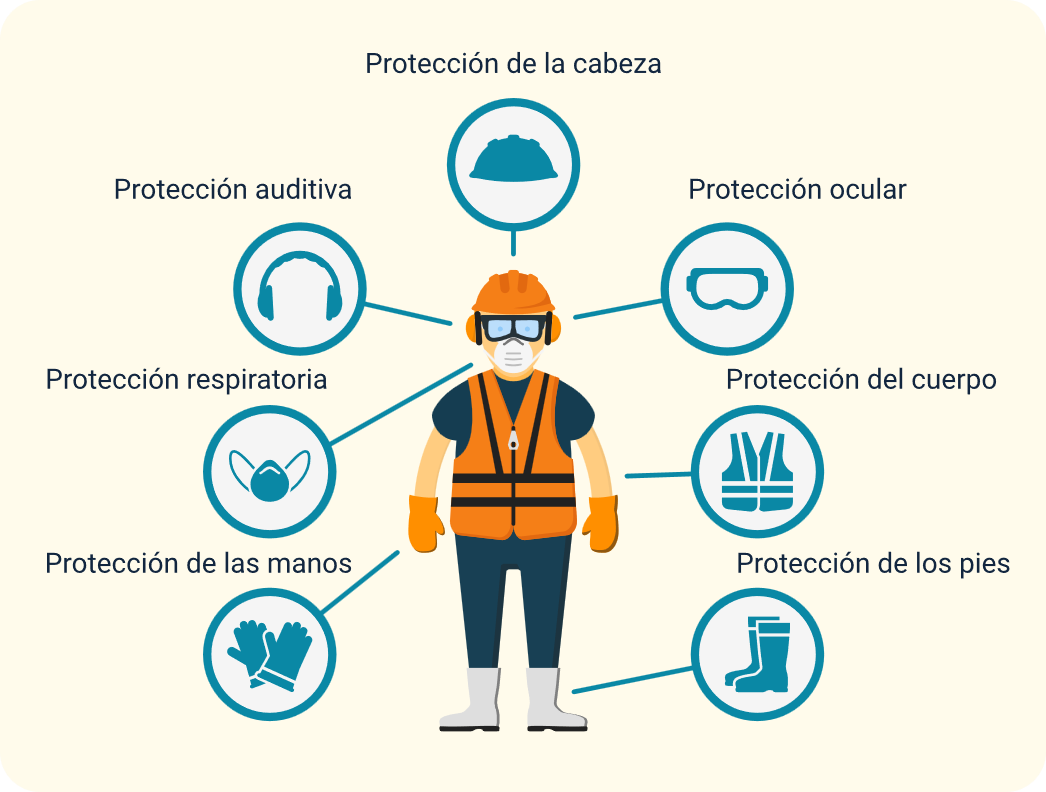 Protección de la cabeza
Protección auditiva
Protección ocular
Protección respiratoria
Protección del cuerpo
Protección de las manos
Protección de los pies